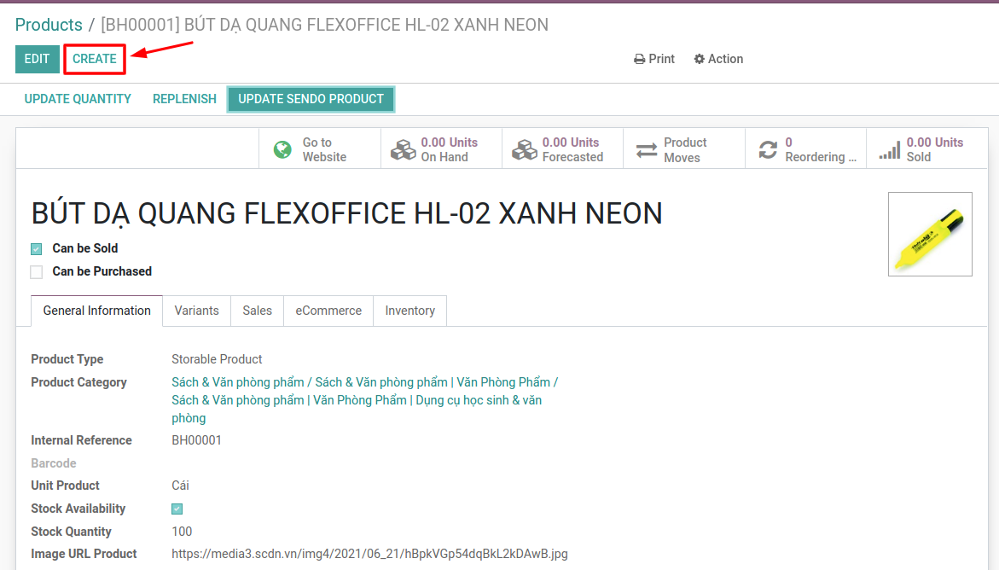 Products / [BH00001] BÚT DẠ QUANG FLEXOFFICE HL-02 XANH NEON
EDIT CREATE Print Action
UPDATE QUANTITY REPLENISH UPDATE SENDO PRODUCT
Go to Website
0.00 Units On Hand
0.00 Units Forecasted
Product Moves
0 Reordering ...
0.00 Units Sold
BÚT DẠ QUANG FLEXOFFICE HL-02 XANH NEON
Can be Sold
Can be Purchased
General Information Variants Sales eCommerce Inventory
Product Type Storable Product
Product Category Sách & Văn phòng phẩm / Sách & Văn phòng phẩm | Văn Phòng Phẩm /
Sách & Văn phòng phẩm | Văn Phòng Phẩm | Dụng cụ học sinh & văn
phòng
Internal Reference BH00001
Barcode
Unit Product Cái
Stock Availability
Stock Quantity 100
Image URL Product https://media3.scdn.vn/img4/2021/06_21/hBpkVGp54dqBkL2kDAwB.jpg